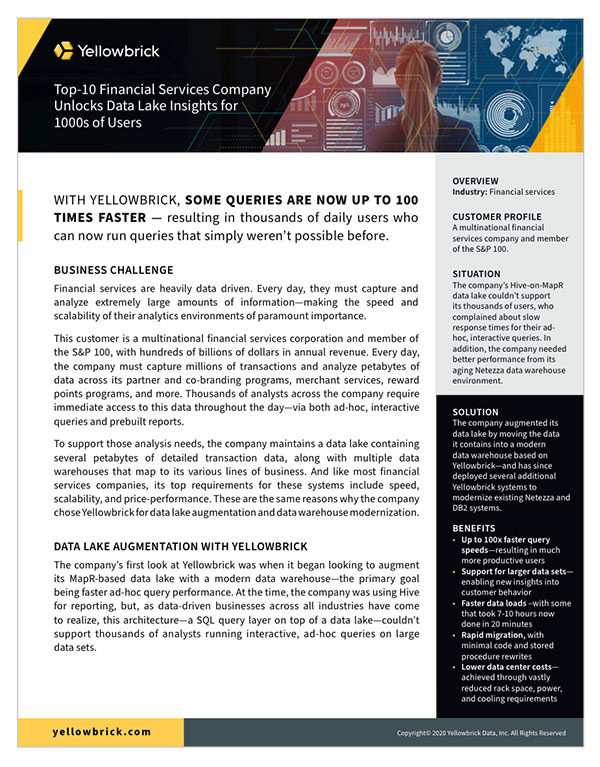 Yellowbrick
Top-10 Financial Services Company
Unlocks Data Lake Insights for
1000s of Users
WITH YELLOWBRICK, SOME QUERIES ARE NOW UP TO 100
TIMES FASTER — resulting in thousands of daily users who
can now run queries that simply weren't possible before.
BUSINESS CHALLENGE
Financial services are heavily data driven. Every day, they must capture and
analyze extremely large amounts of information—making the speed and
scalability of their analytics environments of paramount importance.
This customer is a multinational financial services corporation and member of
the S&P 100, with hundreds of billions of dollars in annual revenue. Every day,
the company must capture millions of transactions and analyze petabytes of
data across its partner and co-branding programs, merchant services, reward
points programs, and more. Thousands of analysts across the company require
immediate access to this data throughout the day—via both ad-hoc, interactive
queries and prebuilt reports.
To support those analysis needs, the company maintains a data lake containing
several petabytes of detailed transaction data, along with multiple data
warehouses that map to its various lines of business. And like most financial
services companies, its top requirements for these systems include speed,
scalability, and price-performance. These are the same reasons why the company
chose Yellowbrick for data lake augmentation and data warehouse modernization.
DATA LAKE AUGMENTATION WITH YELLOWBRICK
The company's first look at Yellowbrick was when it began looking to augment
its MapR-based data lake with a modern data warehouse—the primary goal
being faster ad-hoc query performance. At the time, the company was using Hive
for reporting, but, as data-driven businesses across all industries have come
to realize, this architecture—a SQL query layer on top of a data lake—couldn't
support thousands of analysts running interactive, ad-hoc queries on large
data sets.
OVERVIEW
Industry: Financial services
CUSTOMER PROFILE
A multinational financial
services company and member
of the S&P 100.
SITUATION
The company's Hive-on-MapR
data lake couldn't support
its thousands of users, who
complained about slow
response times for their ad-
hoc, interactive queries. In
addition, the company needed
better performance from its
aging Netezza data warehouse
environment.
SOLUTION
The company augmented its
data lake by moving the data
it contains into a modern
data warehouse based on
Yellowbrick—and has since
deployed several additional
Yellowbrick systems to
modernize existing Netezza and
DB2 systems.
BENEFITS
• Up to 100x faster query
speeds—resulting in much
more productive users
• Support for larger data sets—
enabling new insights into
customer behavior
• Faster data loads –with some
that took 7-10 hours now
done in 20 minutes
• Rapid migration, with
minimal code and stored
procedure rewrites
• Lower data center costs—
achieved through vastly
reduced rack space, power,
and cooling requirements
yellowbrick.com
Copyright© 2020 Yellowbrick Data, Inc. All Rights Reserved